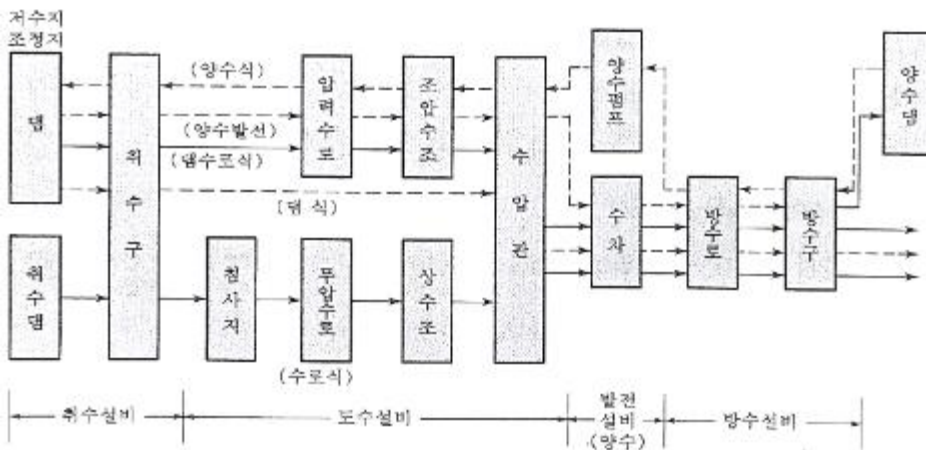 저수지
조정지
댐
취수댐
취수구
(양수식)
(양수발전)
(댐수로식)
(댐 식)
압력수로
조압수조
침사지
무압수로
상수조
(수로식)
수압관
양수펌프
수차
방수로
방수구
양수댐
취수설비
도수설비
발전
설비
(양수)
방수설비